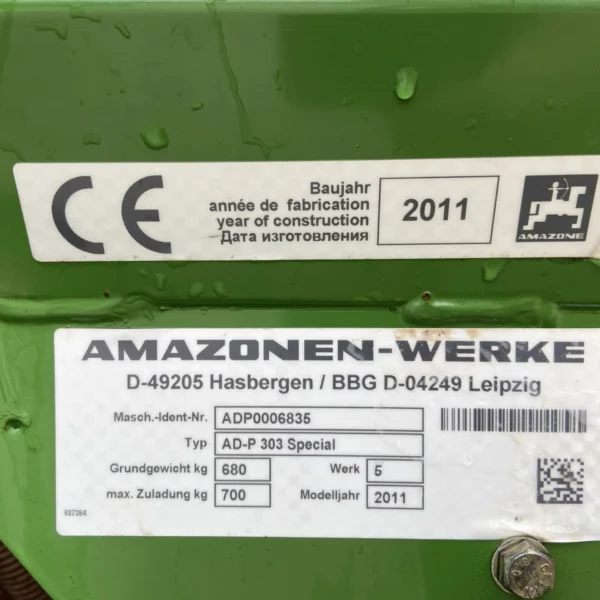 CE
Baujahr
année de fabrication
year of construction
Дата изготовления
2011
AMAZONE
AMAZONEN-WERKE
D-49205 Hasbergen / BBG D-04249 Leipzig
Masch.-Ident-Nr. ADP0006835
Typ AD-P 303 Special
Grundgewicht kg 680 Werk 5
max. Zuladung kg 700 Modelljahr 2011
937384